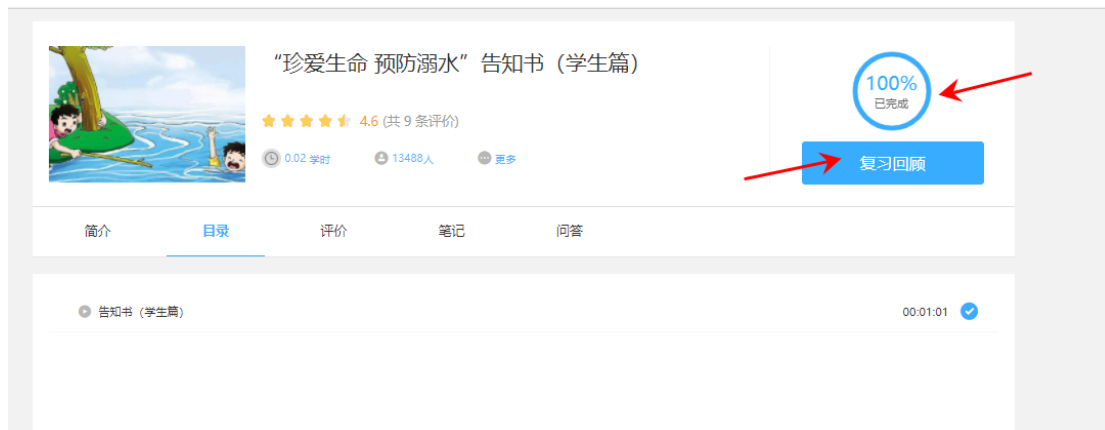 “珍爱生命 预防溺水”告知书（学生篇）
4.6 (共 9 条评价)
0.02 学时 13488人 更多
100%
已完成
复习回顾
简介 目录 评价 笔记 问答
告知书（学生篇） 00:01:01